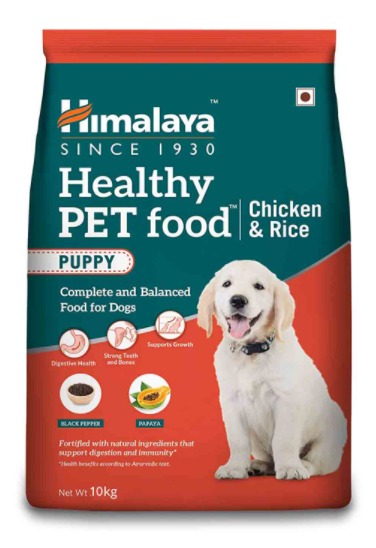 Himalaya™
SINCE 1930
Healthy
PET food™
Chicken
& Rice
PUPPY
Complete and Balanced
Food for Dogs
Digestive Health
Strong Teeth
and Bones
Supports Growth
BLACK PEPPER
PAPAYA
Fortified with natural ingredients that
support digestion and immunity*
*Health benefits according to Ayurvedic text.
Net Wt 10kg